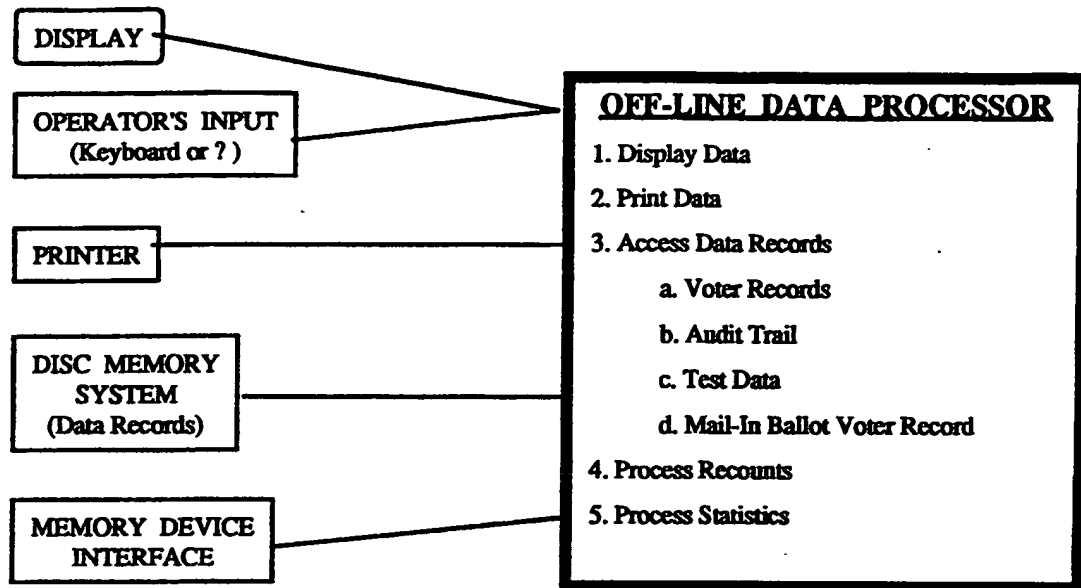 DISPLAY
OPERATOR'S INPUT
(Keyboard or ? )
PRINTER
DISC MEMORY
SYSTEM
(Data Records)
MEMORY DEVICE
INTERFACE
OFF-LINE DATA PROCESSOR
1. Display Data
2. Print Data
3. Access Data Records
a. Voter Records
b. Audit Trail
c. Test Data
d. Mail-In Ballot Voter Record
4. Process Recounts
5. Process Statistics